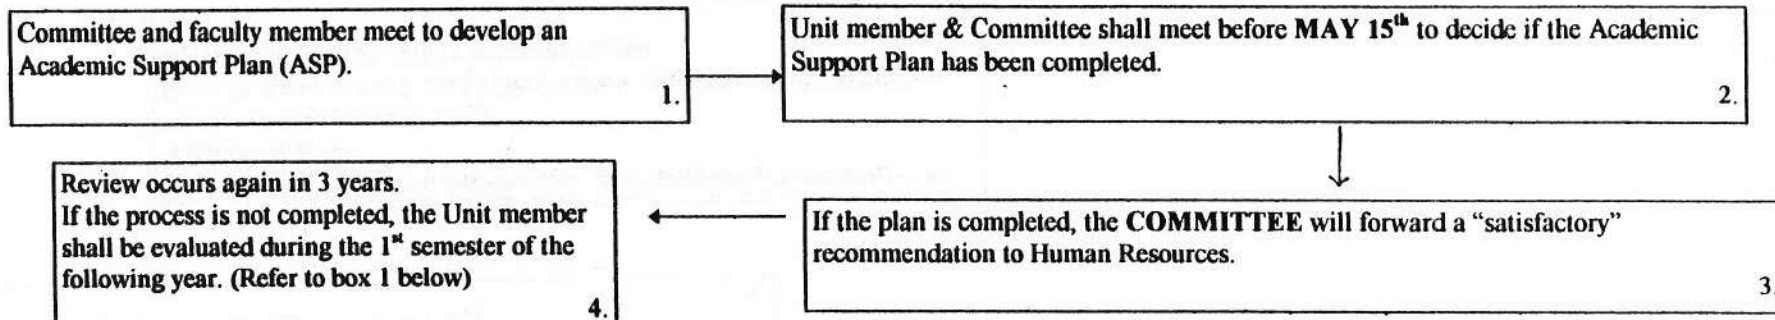 Committee and faculty member meet to develop an
Academic Support Plan (ASP).
1.
Unit member & Committee shall meet before MAY 15th to decide if the Academic
Support Plan has been completed.
2.
If the plan is completed, the COMMITTEE will forward a “satisfactory”
recommendation to Human Resources.
3.
Review occurs again in 3 years.
If the process is not completed, the Unit member
shall be evaluated during the 1st semester of the
following year. (Refer to box 1 below)
4.